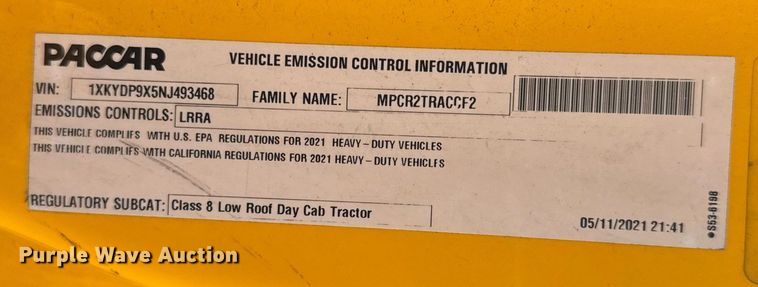 PACCAR VEHICLE EMISSION CONTROL INFORMATION
VIN: 1XKYDP9X5NJ493468 FAMILY NAME: MPCR2TRACCF2
EMISSIONS CONTROLS: LRRA
THIS VEHICLE COMPLIES WITH U.S. EPA REGULATIONS FOR 2021 HEAVY-DUTY VEHICLES
THIS VEHICLE COMPLIES WITH CALIFORNIA REGULATIONS FOR 2021 HEAVY-DUTY VEHICLES
REGULATORY SUBCAT: Class 8 Low Roof Day Cab Tractor
05/11/2021 21:41
S53-6198
Purple Wave Auction